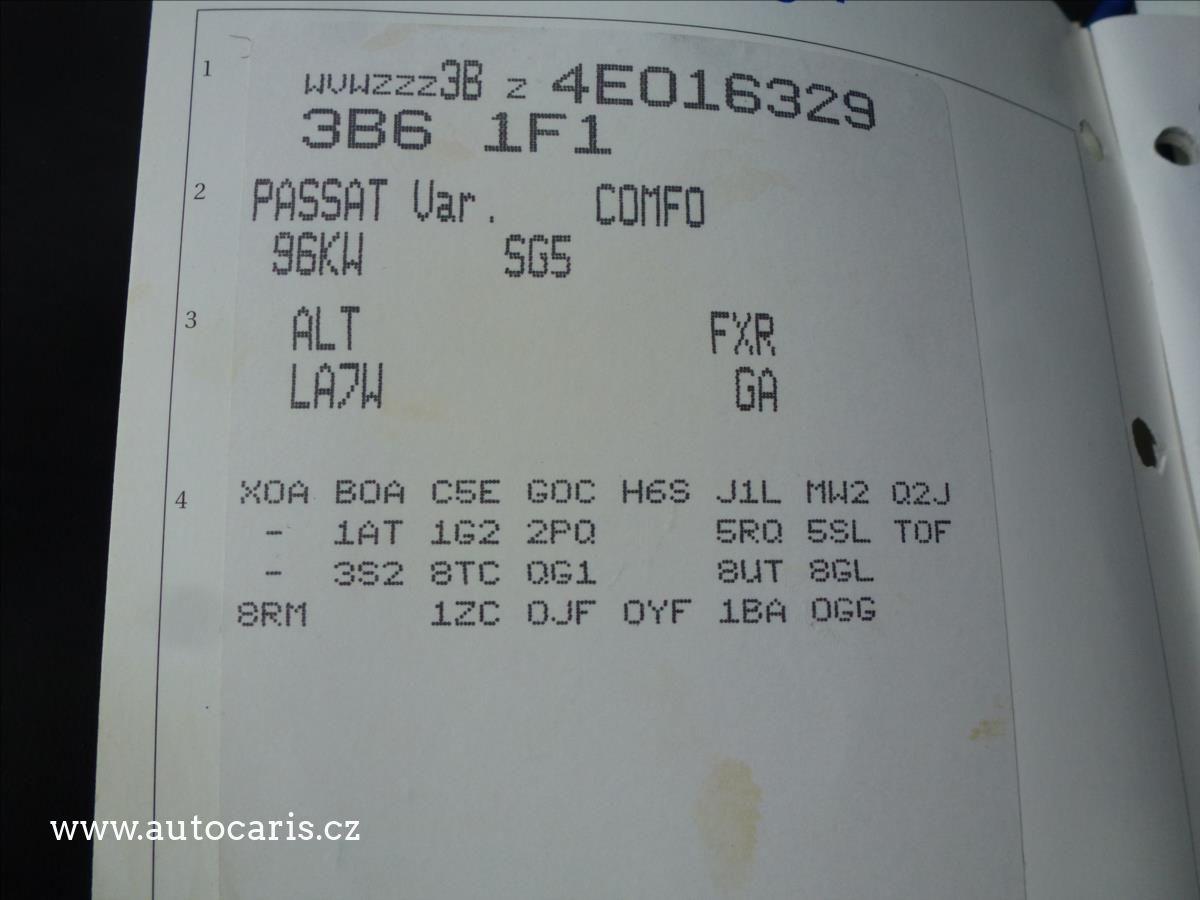 1
WVWZZZ3B Z 4E016329
3B6 1F1
2
PASSAT Var. COMFO
96KW SG5
3
ALT FXR
LA7W GA
4
X0A B0A C5E G0C H6S J1L MW2 Q2J
- 1AT 1G2 2PQ 5RQ 5SL T0F
- 3S2 8TC QG1 8UT 8GL
8RM 1ZC 0JF 0YF 1BA 0GG
www.autocaris.cz